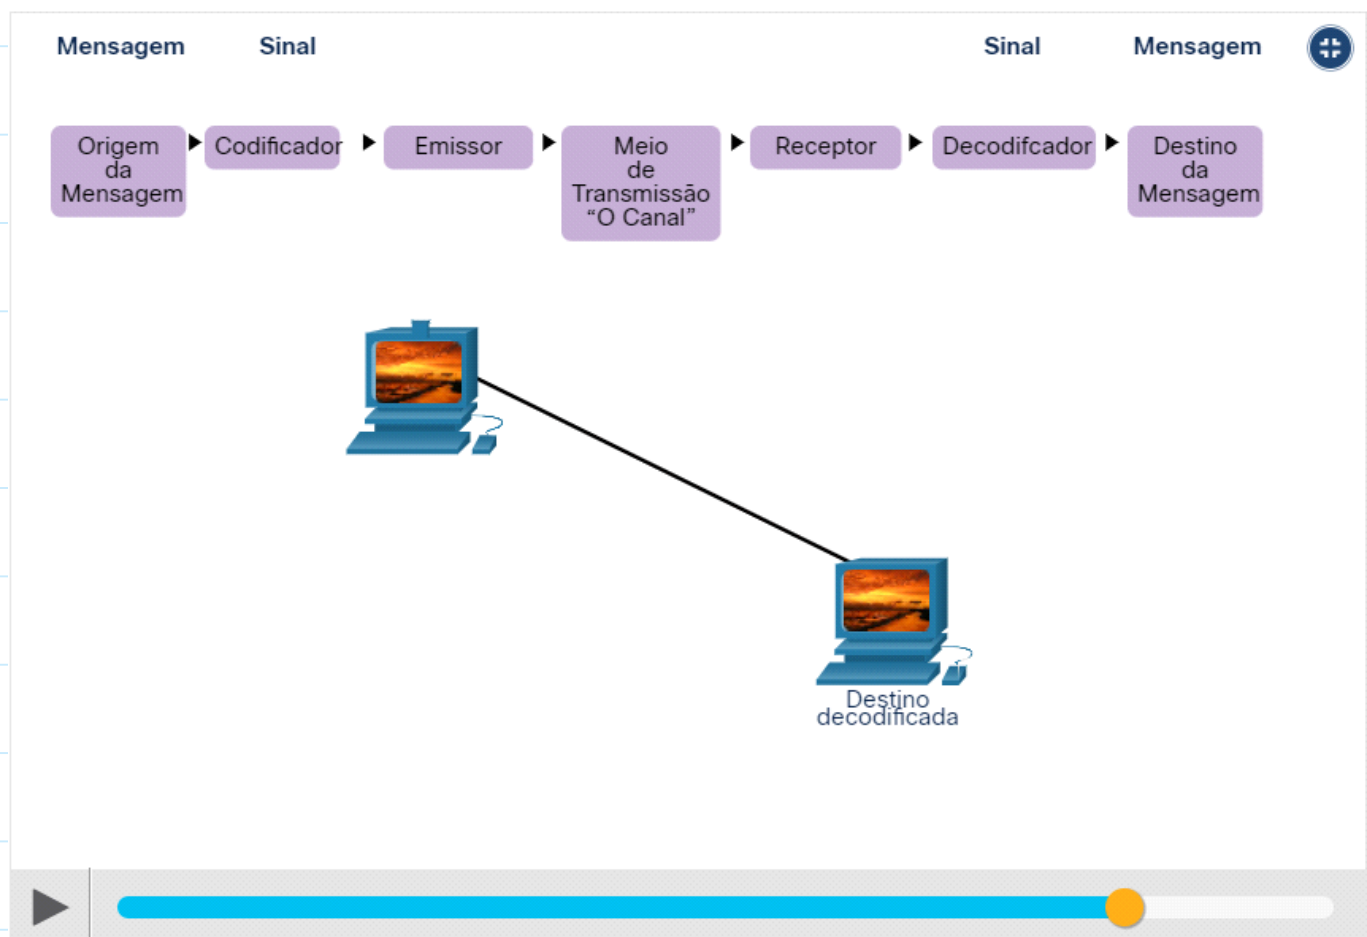 Mensagem
Sinal
Sinal
Mensagem
Origem
da
Mensagem
Codificador
Emissor
Meio
de
Transmissão
“O Canal”
Receptor
Decodifcador
Destino
da
Mensagem
Destino
decodificada